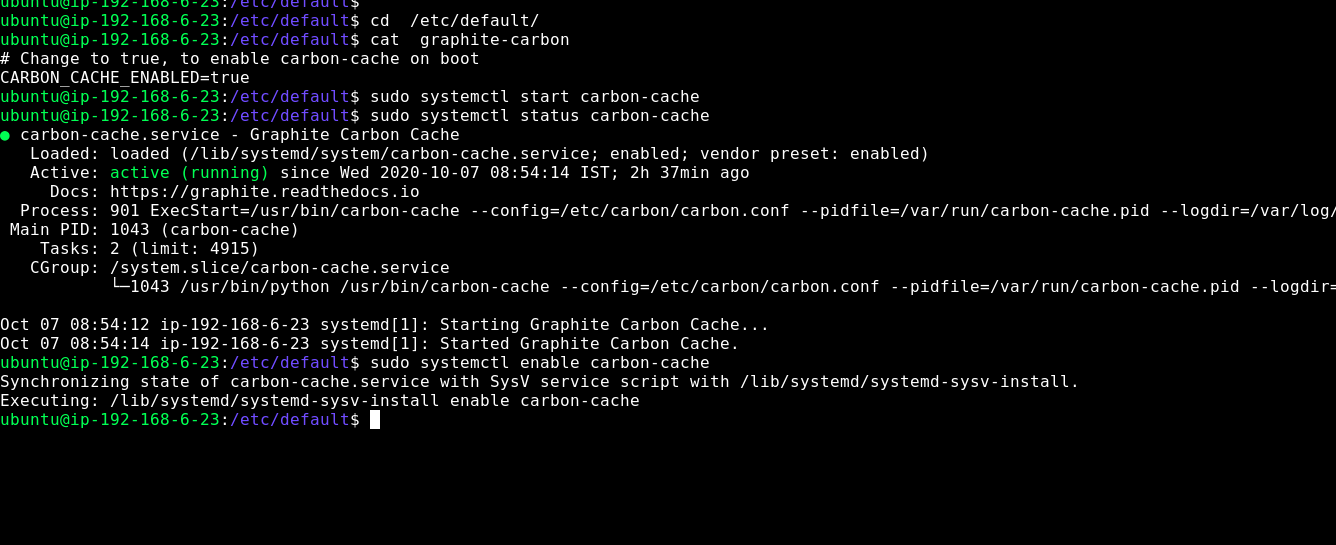 ubuntu@ip-192-168-6-23:/etc/default$
ubuntu@ip-192-168-6-23:/etc/default$ cd  /etc/default/
ubuntu@ip-192-168-6-23:/etc/default$ cat  graphite-carbon
# Change to true, to enable carbon-cache on boot
CARBON_CACHE_ENABLED=true
ubuntu@ip-192-168-6-23:/etc/default$ sudo systemctl start carbon-cache
ubuntu@ip-192-168-6-23:/etc/default$ sudo systemctl status carbon-cache
● carbon-cache.service - Graphite Carbon Cache
   Loaded: loaded (/lib/systemd/system/carbon-cache.service; enabled; vendor preset: enabled)
   Active: active (running) since Wed 2020-10-07 08:54:14 IST; 2h 37min ago
     Docs: https://graphite.readthedocs.io
  Process: 901 ExecStart=/usr/bin/carbon-cache --config=/etc/carbon/carbon.conf --pidfile=/var/run/carbon-cache.pid --logdir=/var/log/
 Main PID: 1043 (carbon-cache)
    Tasks: 2 (limit: 4915)
   CGroup: /system.slice/carbon-cache.service
           └─1043 /usr/bin/python /usr/bin/carbon-cache --config=/etc/carbon/carbon.conf --pidfile=/var/run/carbon-cache.pid --logdir=
Oct 07 08:54:12 ip-192-168-6-23 systemd[1]: Starting Graphite Carbon Cache...
Oct 07 08:54:14 ip-192-168-6-23 systemd[1]: Started Graphite Carbon Cache.
ubuntu@ip-192-168-6-23:/etc/default$ sudo systemctl enable carbon-cache
Synchronizing state of carbon-cache.service with SysV service script with /lib/systemd/systemd-sysv-install.
Executing: /lib/systemd/systemd-sysv-install enable carbon-cache
ubuntu@ip-192-168-6-23:/etc/default$